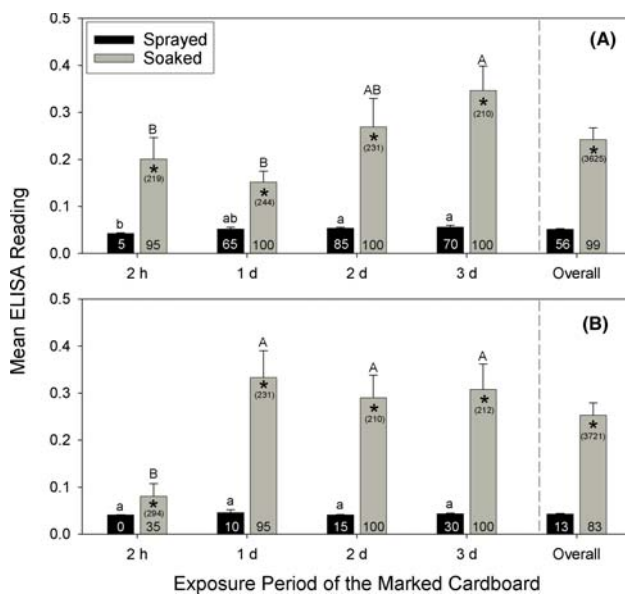 0.5
(A)
Sprayed
Soaked
0.4
0.3
0.2
0.1
0.0
B
B
AB
A
(219)
(244)
(231)
(210)
(3625)
b
ab
a
a
5 95 65 100 85 100 70 100 56 99
2 h 1 d 2 d 3 d Overall
Mean ELISA Reading
0.5
(B)
0.4
0.3
0.2
0.1
0.0
B
A
A
A
(294)
(231)
(210)
(212)
(3721)
a
a
a
a
0 35 10 95 15 100 30 100 13 83
2 h 1 d 2 d 3 d Overall
Exposure Period of the Marked Cardboard